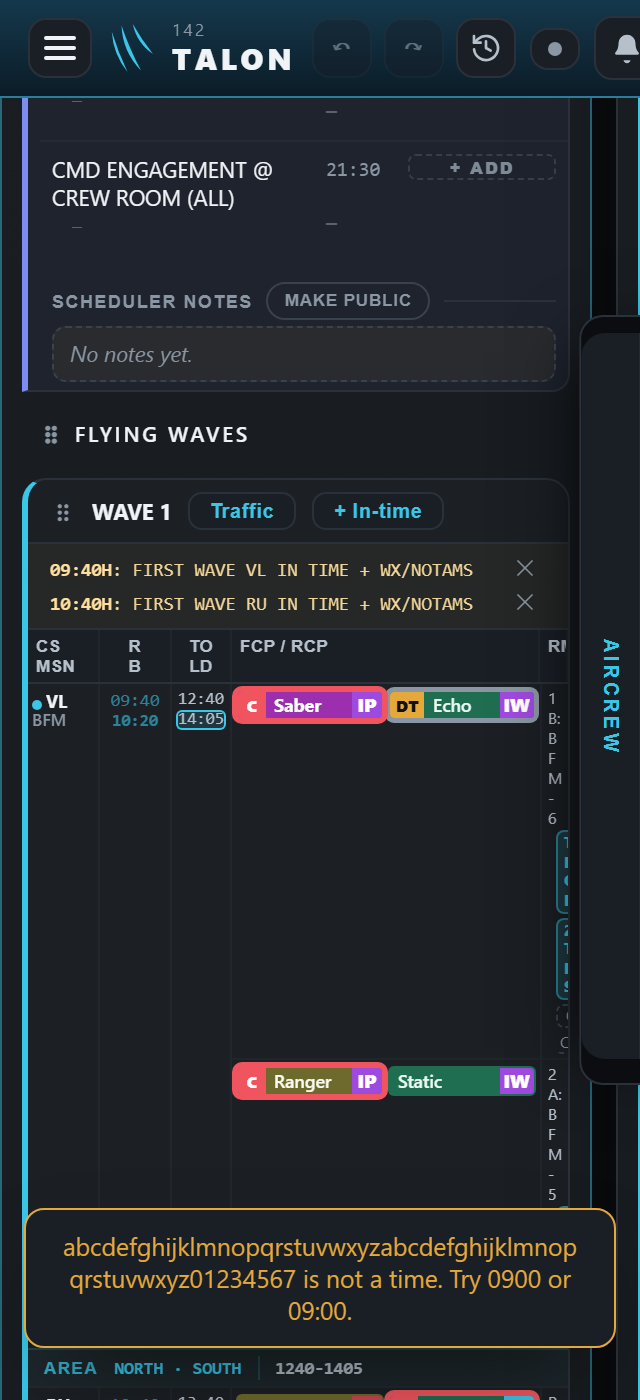 142
TALON
CMD ENGAGEMENT @ 21:30 + ADD
CREW ROOM (ALL)
— —
SCHEDULER NOTES MAKE PUBLIC
No notes yet.
FLYING WAVES
WAVE 1 Traffic + In-time
09:40H: FIRST WAVE VL IN TIME + WX/NOTAMS
10:40H: FIRST WAVE RU IN TIME + WX/NOTAMS
CS R TO FCP / RCP
MSN B LD
VL 09:40 12:40 C Saber IP DT Echo IW 1
BFM 10:20 14:05 B:
B
F
M
-
6
C Ranger IP Static IW 2
A:
B
F
M
-
5
AIRCREW
abcdefghijklmnopqrstuvwxyzabcdefghijklmnop
qrstuvwxyz01234567 is not a time. Try 0900 or
09:00.
AREA NORTH · SOUTH 1240-1405